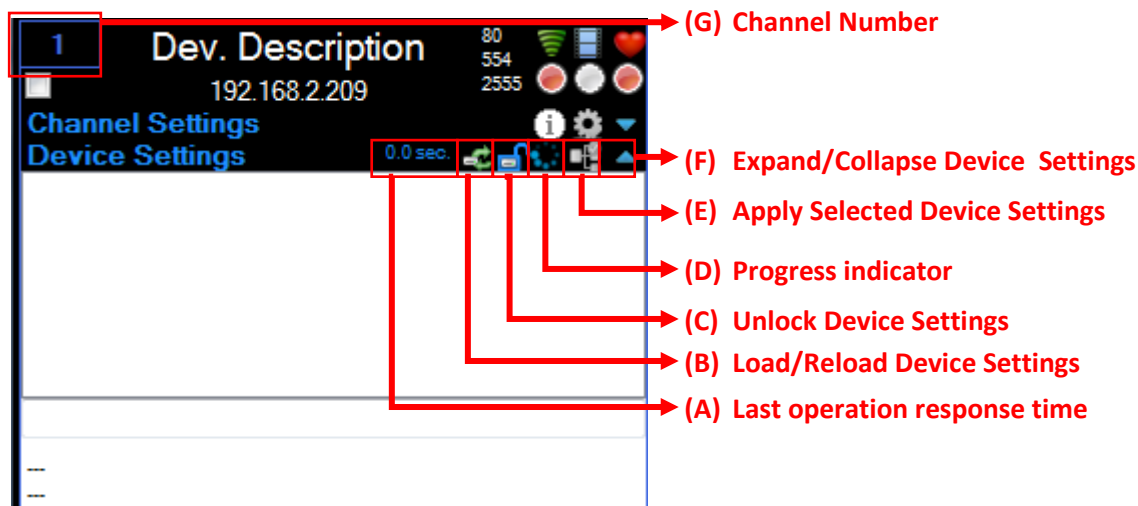 (G) Channel Number
1
Dev. Description
80
554
2555
192.168.2.209
Channel Settings
i
Device Settings
0.0 sec.
(F) Expand/Collapse Device Settings
(E) Apply Selected Device Settings
(D) Progress indicator
(C) Unlock Device Settings
(B) Load/Reload Device Settings
(A) Last operation response time
---
---